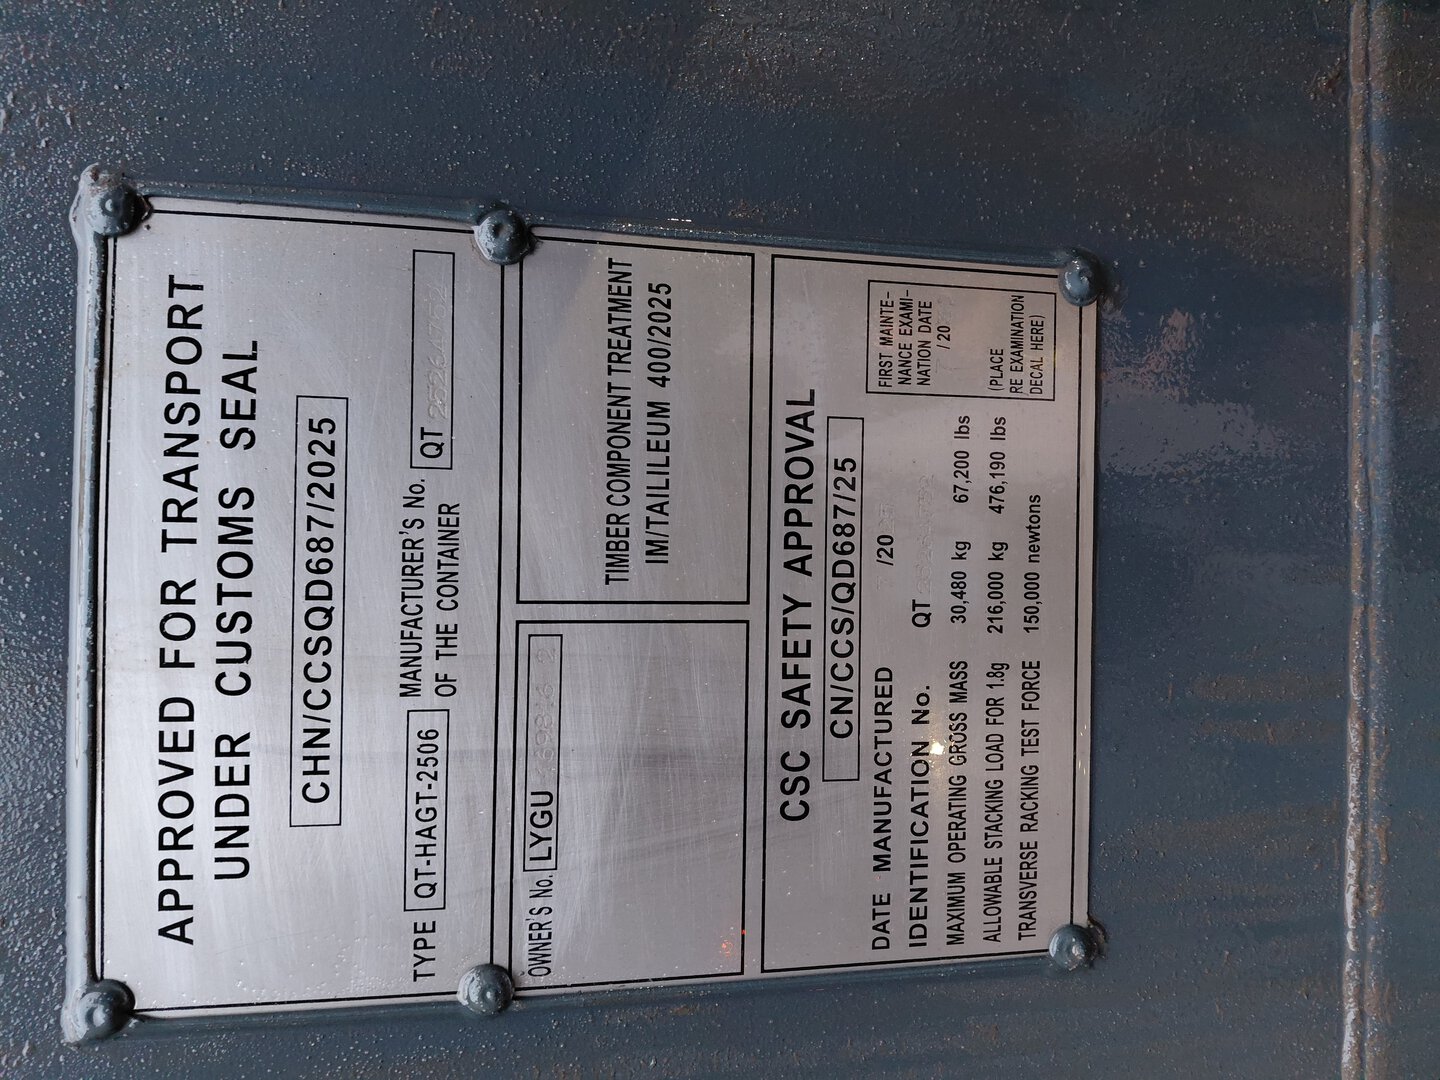 APPROVED FOR TRANSPORT
UNDER CUSTOMS SEAL
CHN/CCSQD687/2025
TYPE QT-HAGT-2506 MANUFACTURER'S No. OF THE CONTAINER QT
OWNER'S No. LYGU
TIMBER COMPONENT TREATMENT
IM/TAILILEUM 400/2025
CSC SAFETY APPROVAL
CN/CCS/QD687/25
DATE MANUFACTURED /20
IDENTIFICATION No. QT
MAXIMUM OPERATING GROSS MASS 30,480 kg 67,200 lbs
ALLOWABLE STACKING LOAD FOR 1.8g 216,000 kg 476,190 lbs
TRANSVERSE RACKING TEST FORCE 150,000 newtons
FIRST MAINTE-
NANCE EXAMI-
NATION DATE
/ 20
(PLACE
RE EXAMINATION
DECAL HERE)